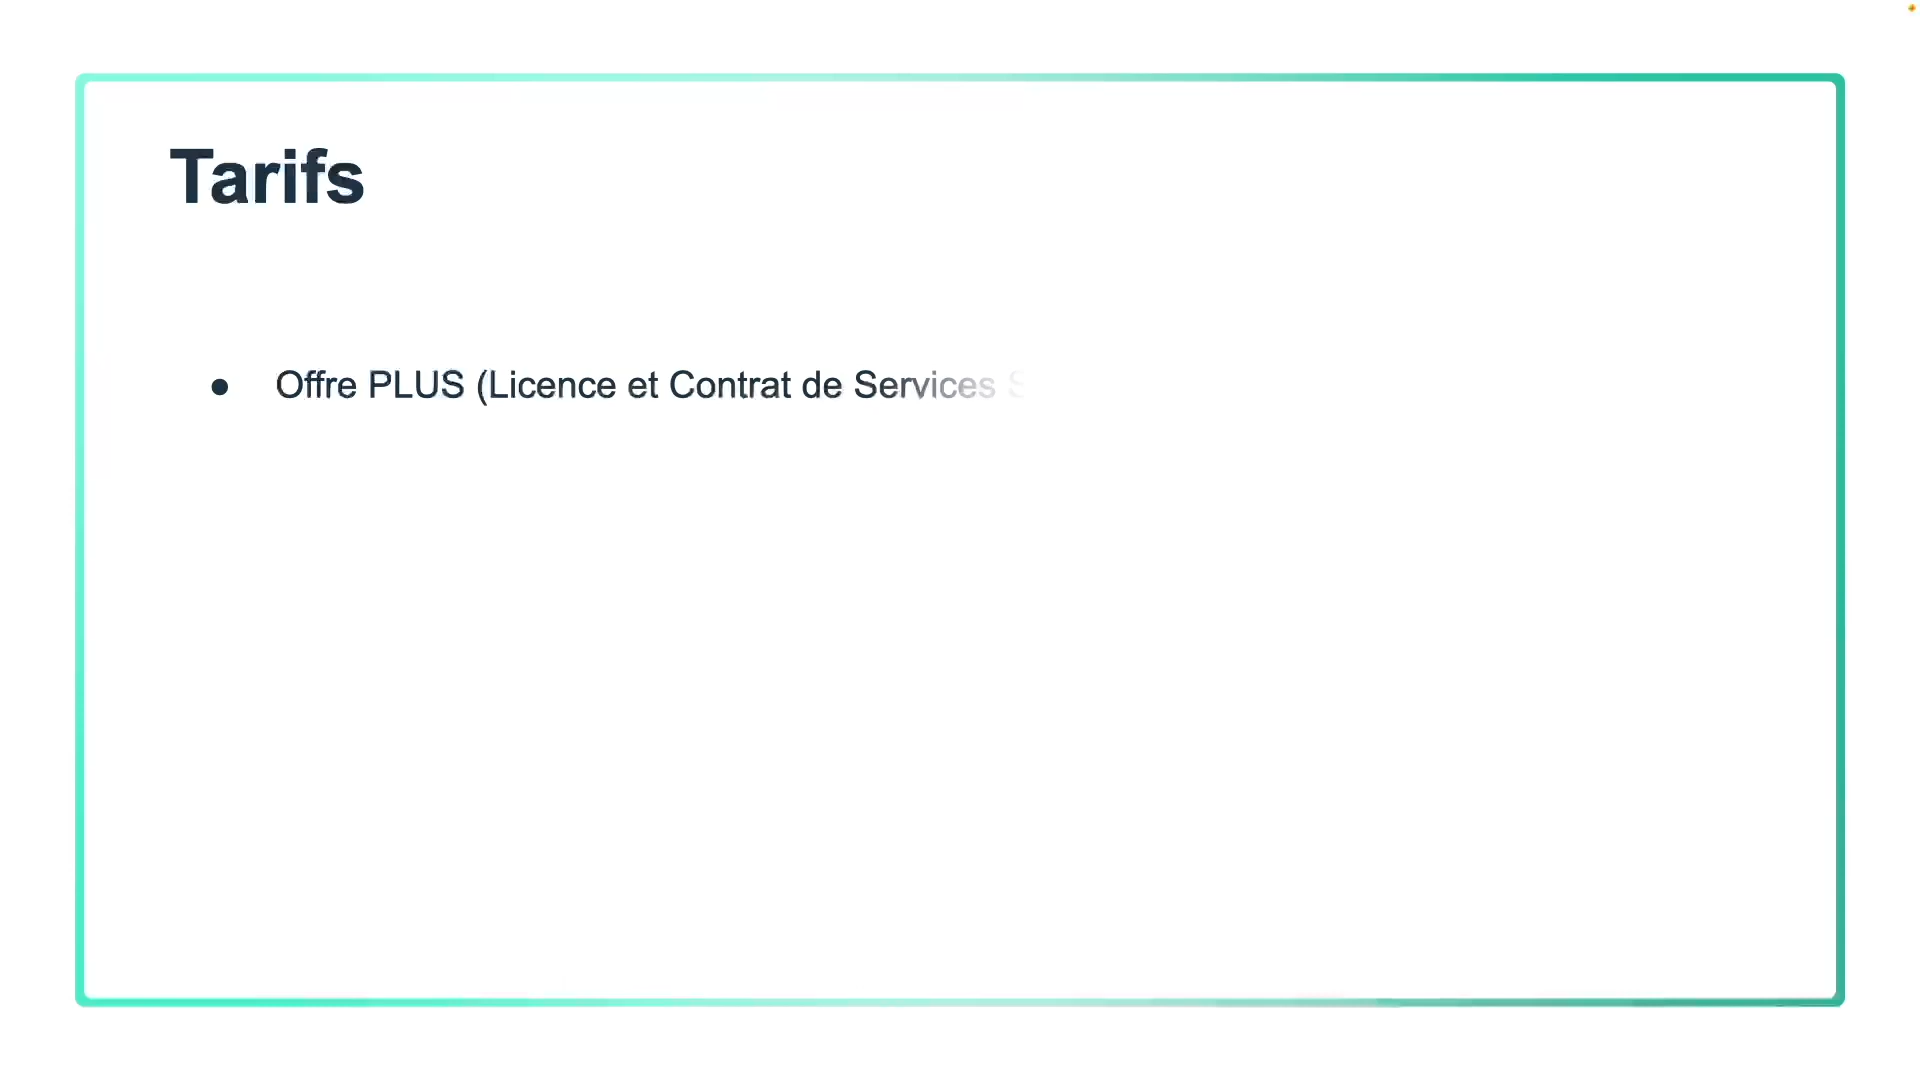 Tarifs
● Offre PLUS (Licence et Contrat de Services S